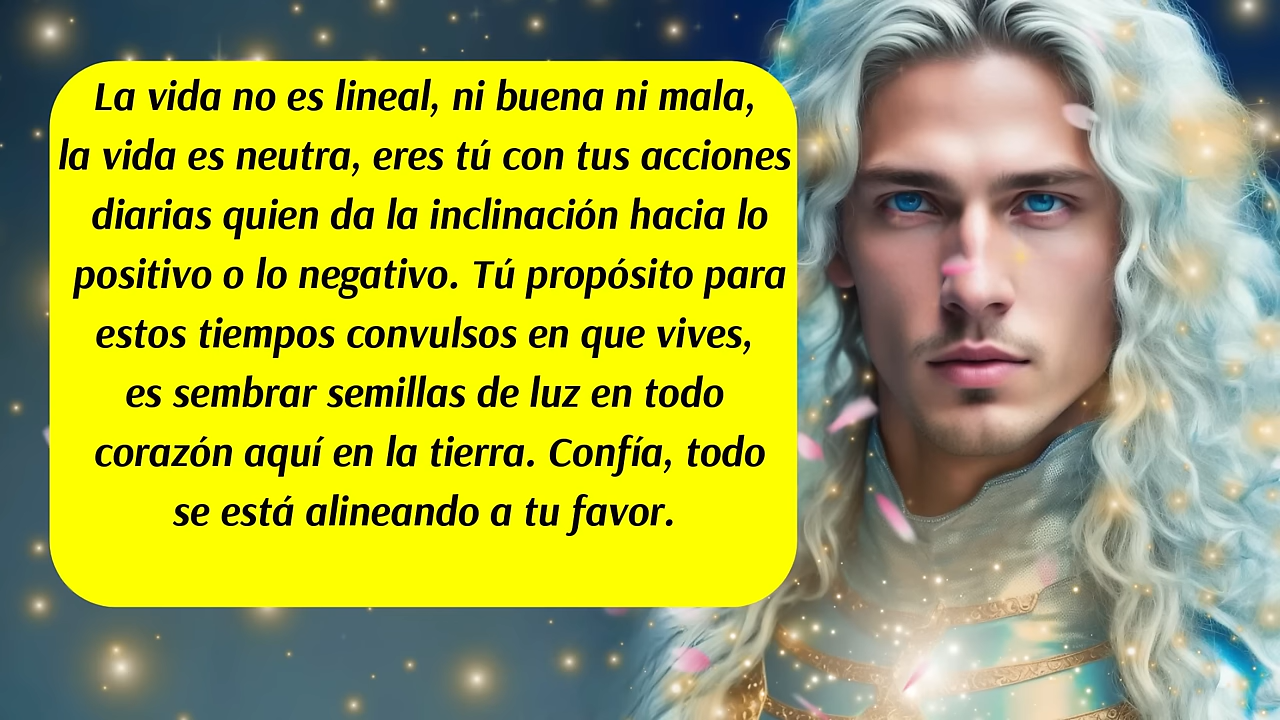 La vida no es lineal, ni buena ni mala,
la vida es neutra, eres tú con tus acciones
diarias quien da la inclinación hacia lo
positivo o lo negativo. Tú propósito para
estos tiempos convulsos en que vives,
es sembrar semillas de luz en todo
corazón aquí en la tierra. Confía, todo
se está alineando a tu favor.